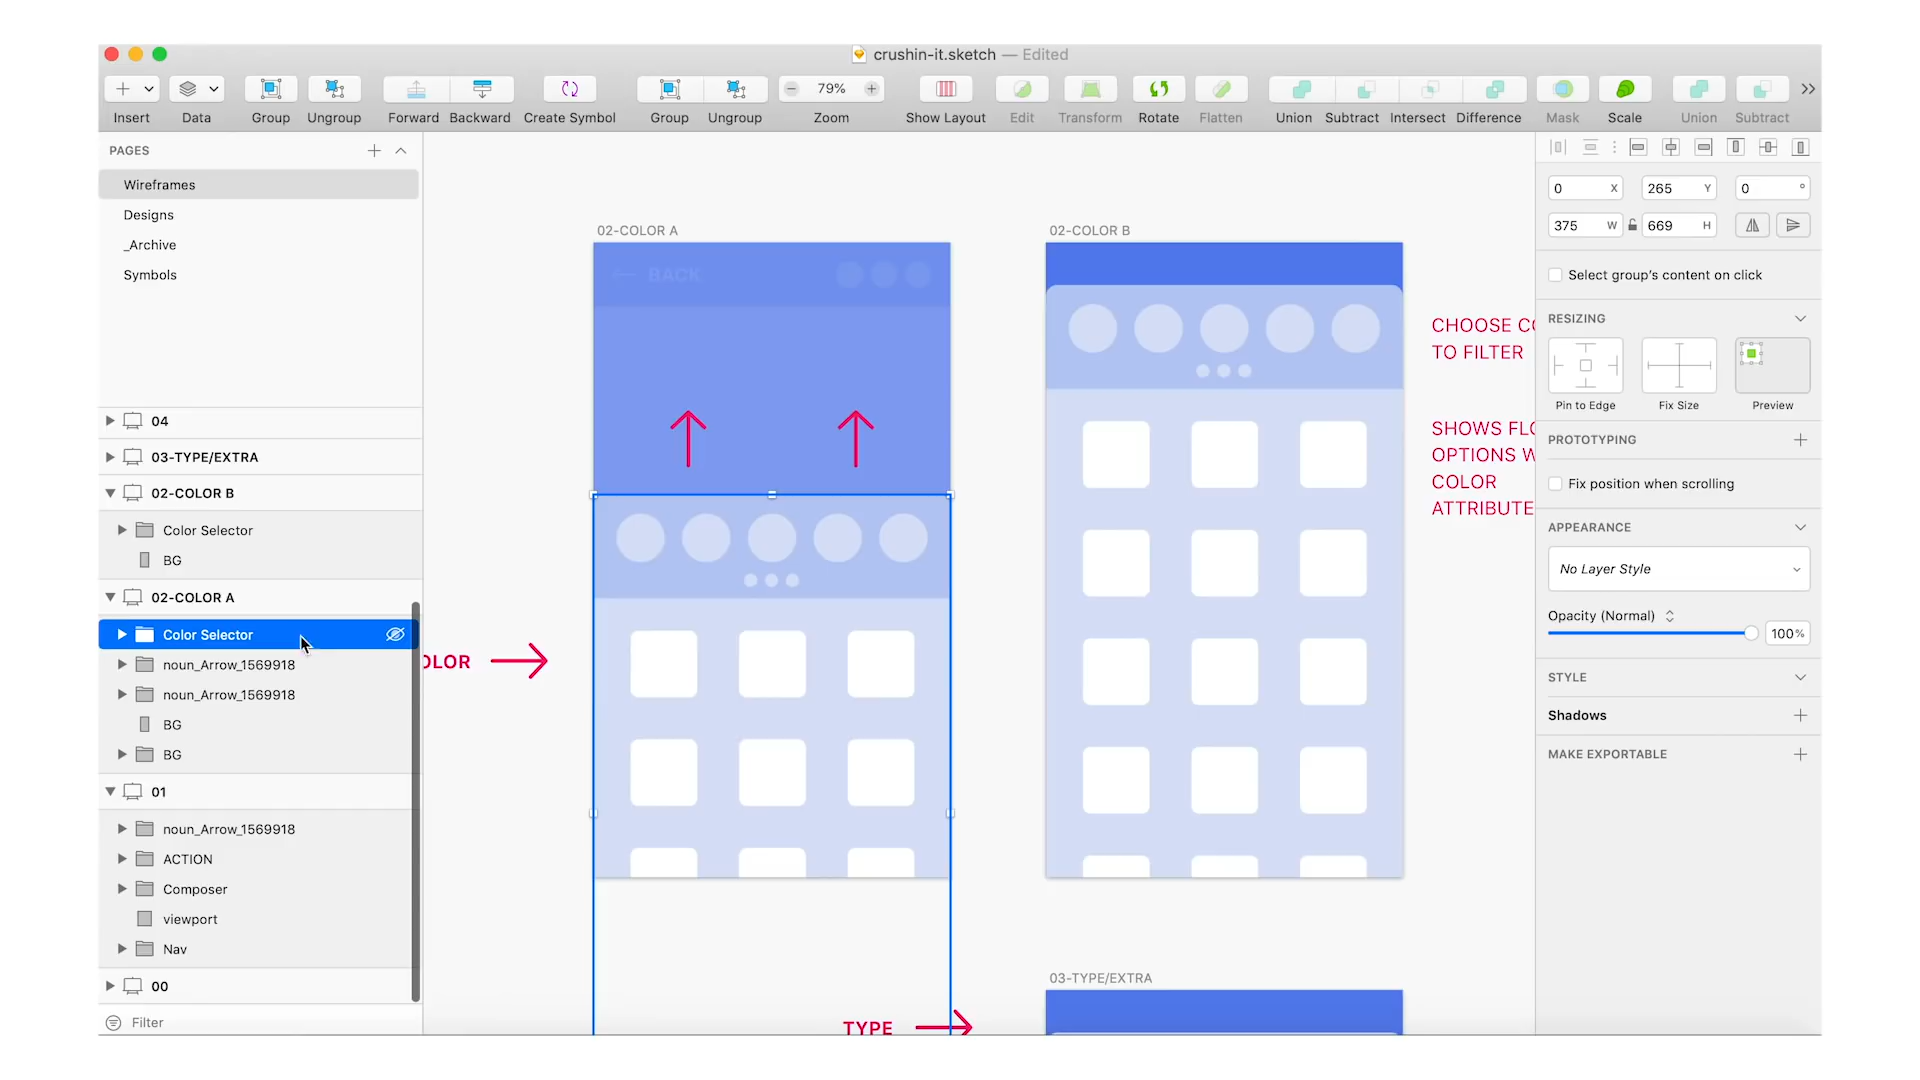 crushin-it.sketch — Edited
79%
Insert Data Group Ungroup Forward Backward Create Symbol Group Ungroup Zoom Show Layout Edit Transform Rotate Flatten Union Subtract Intersect Difference Mask Scale Union Subtract
PAGES
Wireframes
Designs
_Archive
Symbols
04
03-TYPE/EXTRA
02-COLOR B
Color Selector
BG
02-COLOR A
Color Selector
noun_Arrow_1569918
noun_Arrow_1569918
BG
BG
01
noun_Arrow_1569918
ACTION
Composer
viewport
Nav
00
Filter
02-COLOR A
BACK
OLOR
TYPE
02-COLOR B
CHOOSE CO
TO FILTER
SHOWS FLO
OPTIONS W
COLOR
ATTRIBUTE
03-TYPE/EXTRA
0 X 265 Y 0 °
375 W 669 H
Select group's content on click
RESIZING
Pin to Edge Fix Size Preview
PROTOTYPING
Fix position when scrolling
APPEARANCE
No Layer Style
Opacity (Normal)
100%
STYLE
Shadows
MAKE EXPORTABLE